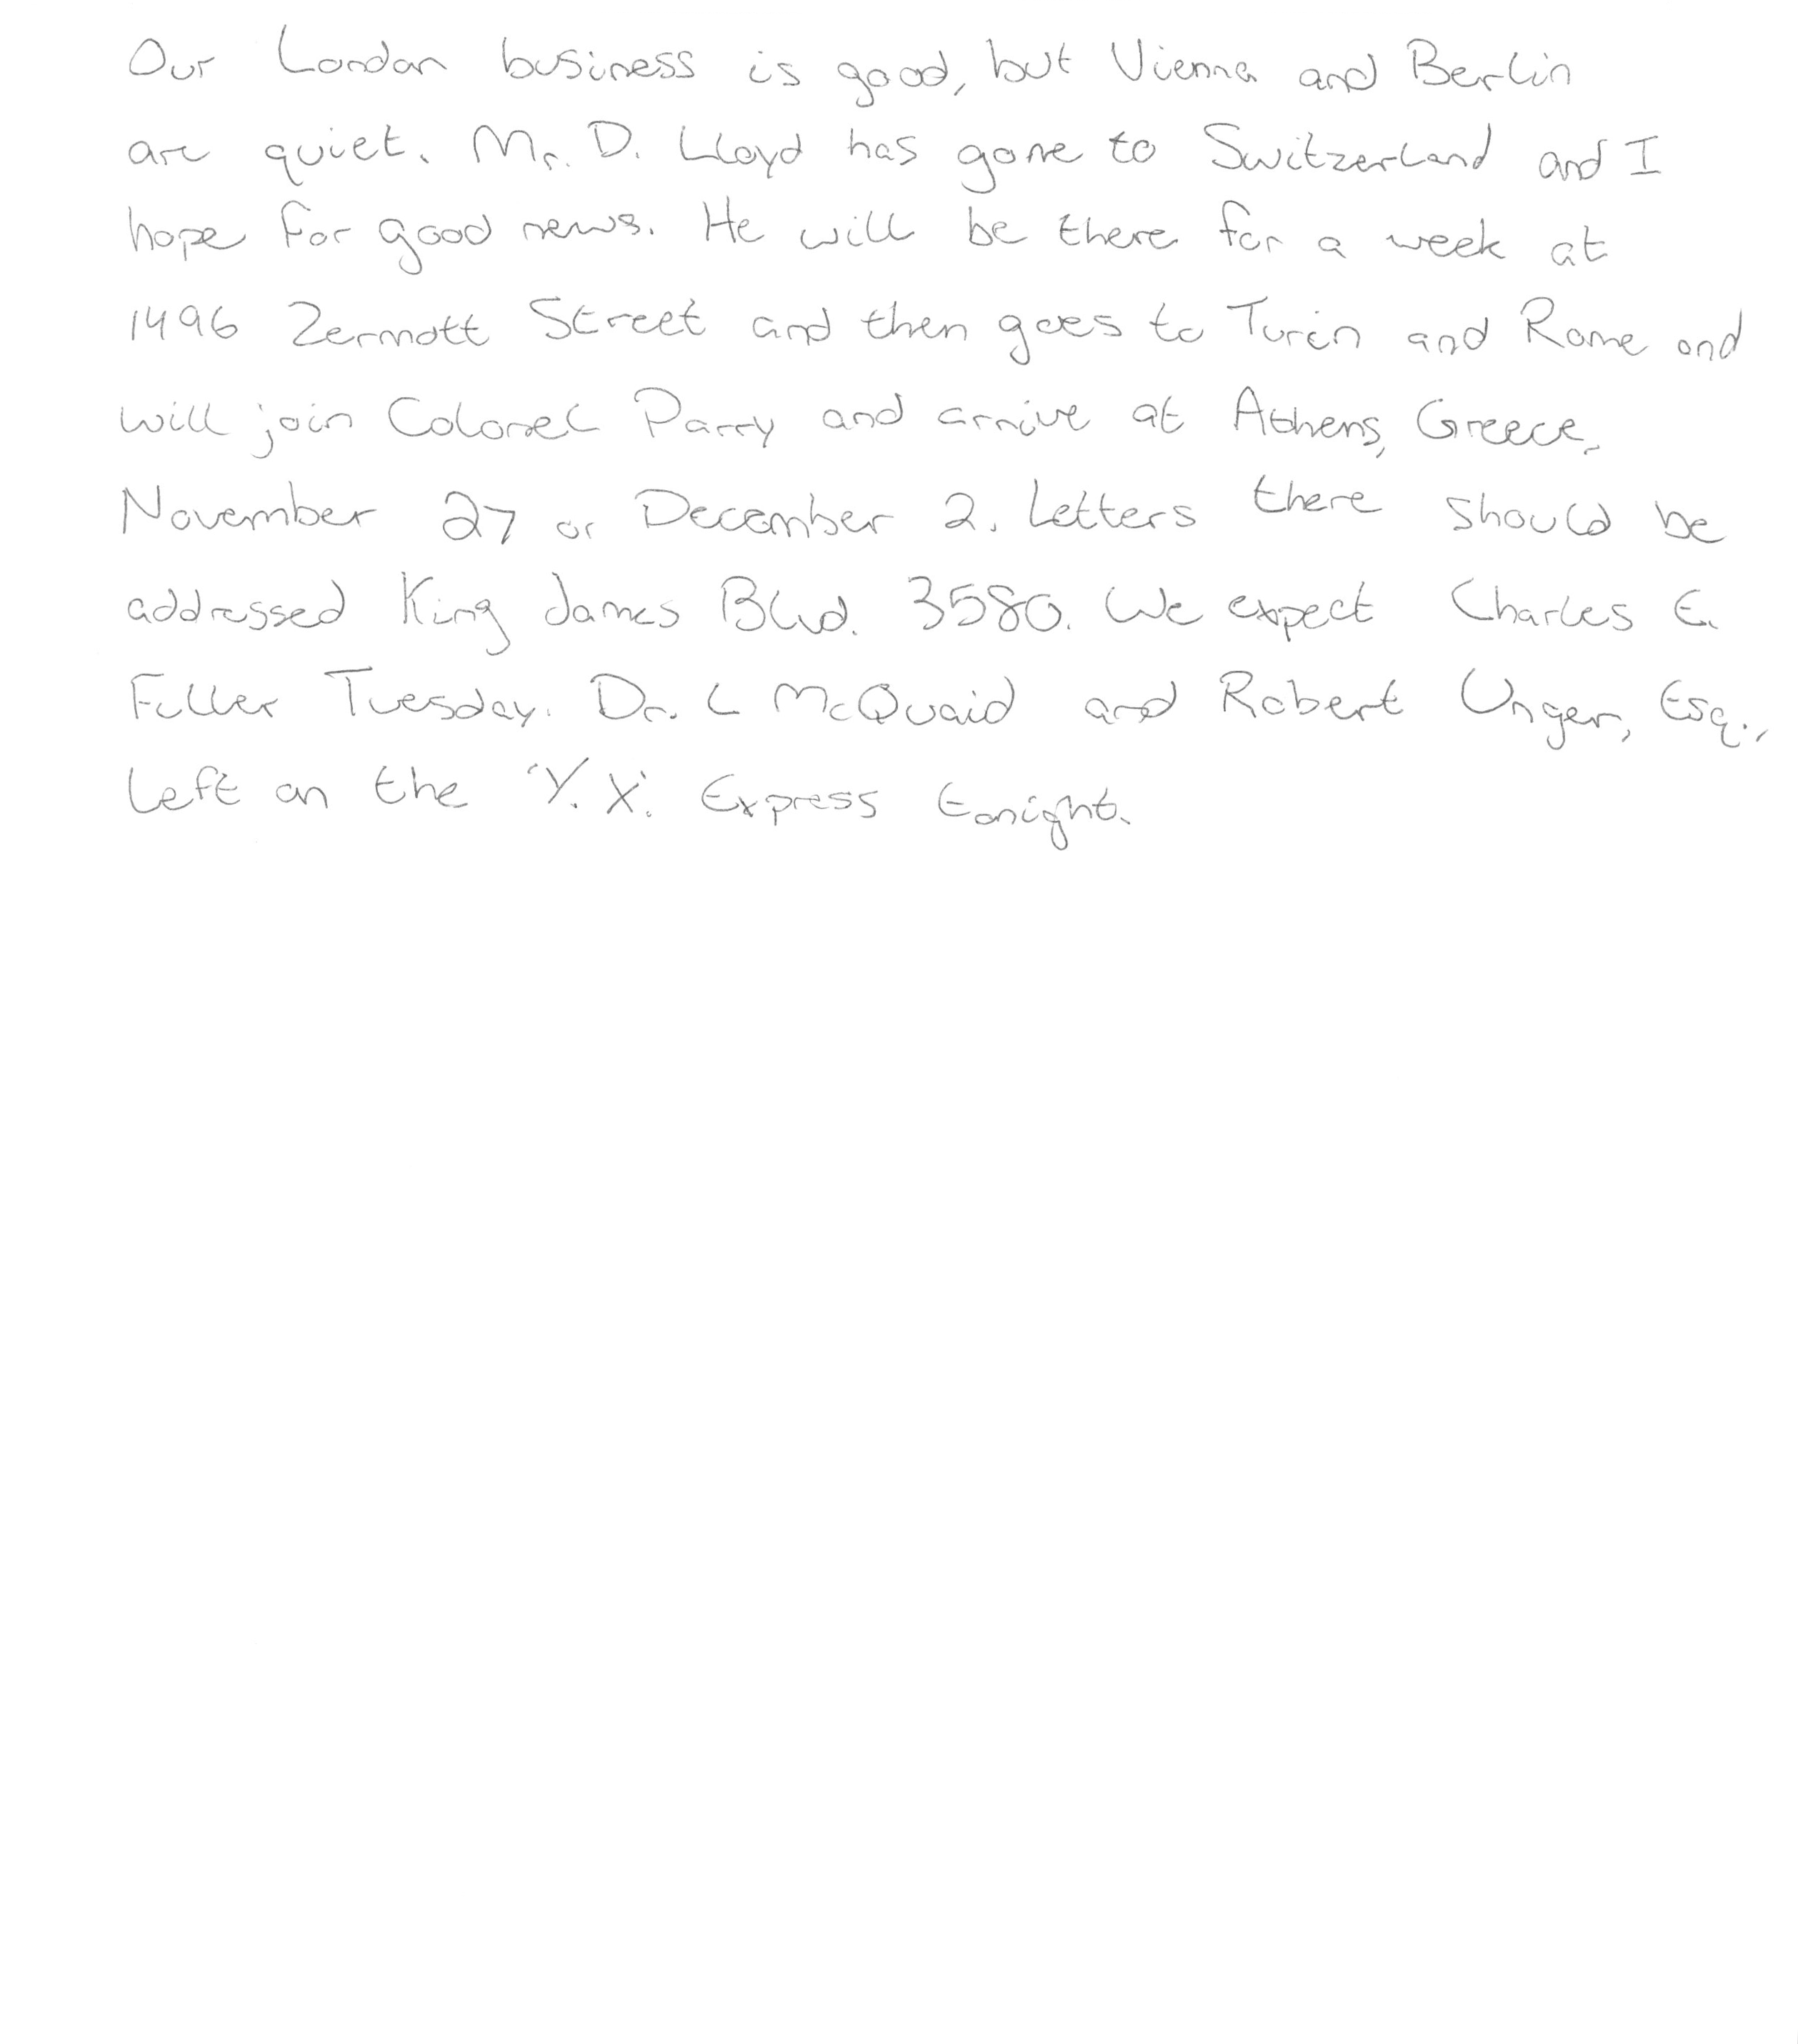 Our London business is good, but Vienna and Berlin
are quiet. Mr. D. Lloyd has gone to Switzerland and I
hope for good news. He will be there for a week at
1496 Zermott Street and then goes to Turin and Rome and
will join Colonel Parry and arrive at Athens, Greece,
November 27 or December 2. Letters there should be
addressed King James Blvd. 3580. We expect Charles E.
Fuller Tuesday. Dr. L McQuaid and Robert Unger, Esq.,
left on the 'Y. X.' Express tonight.